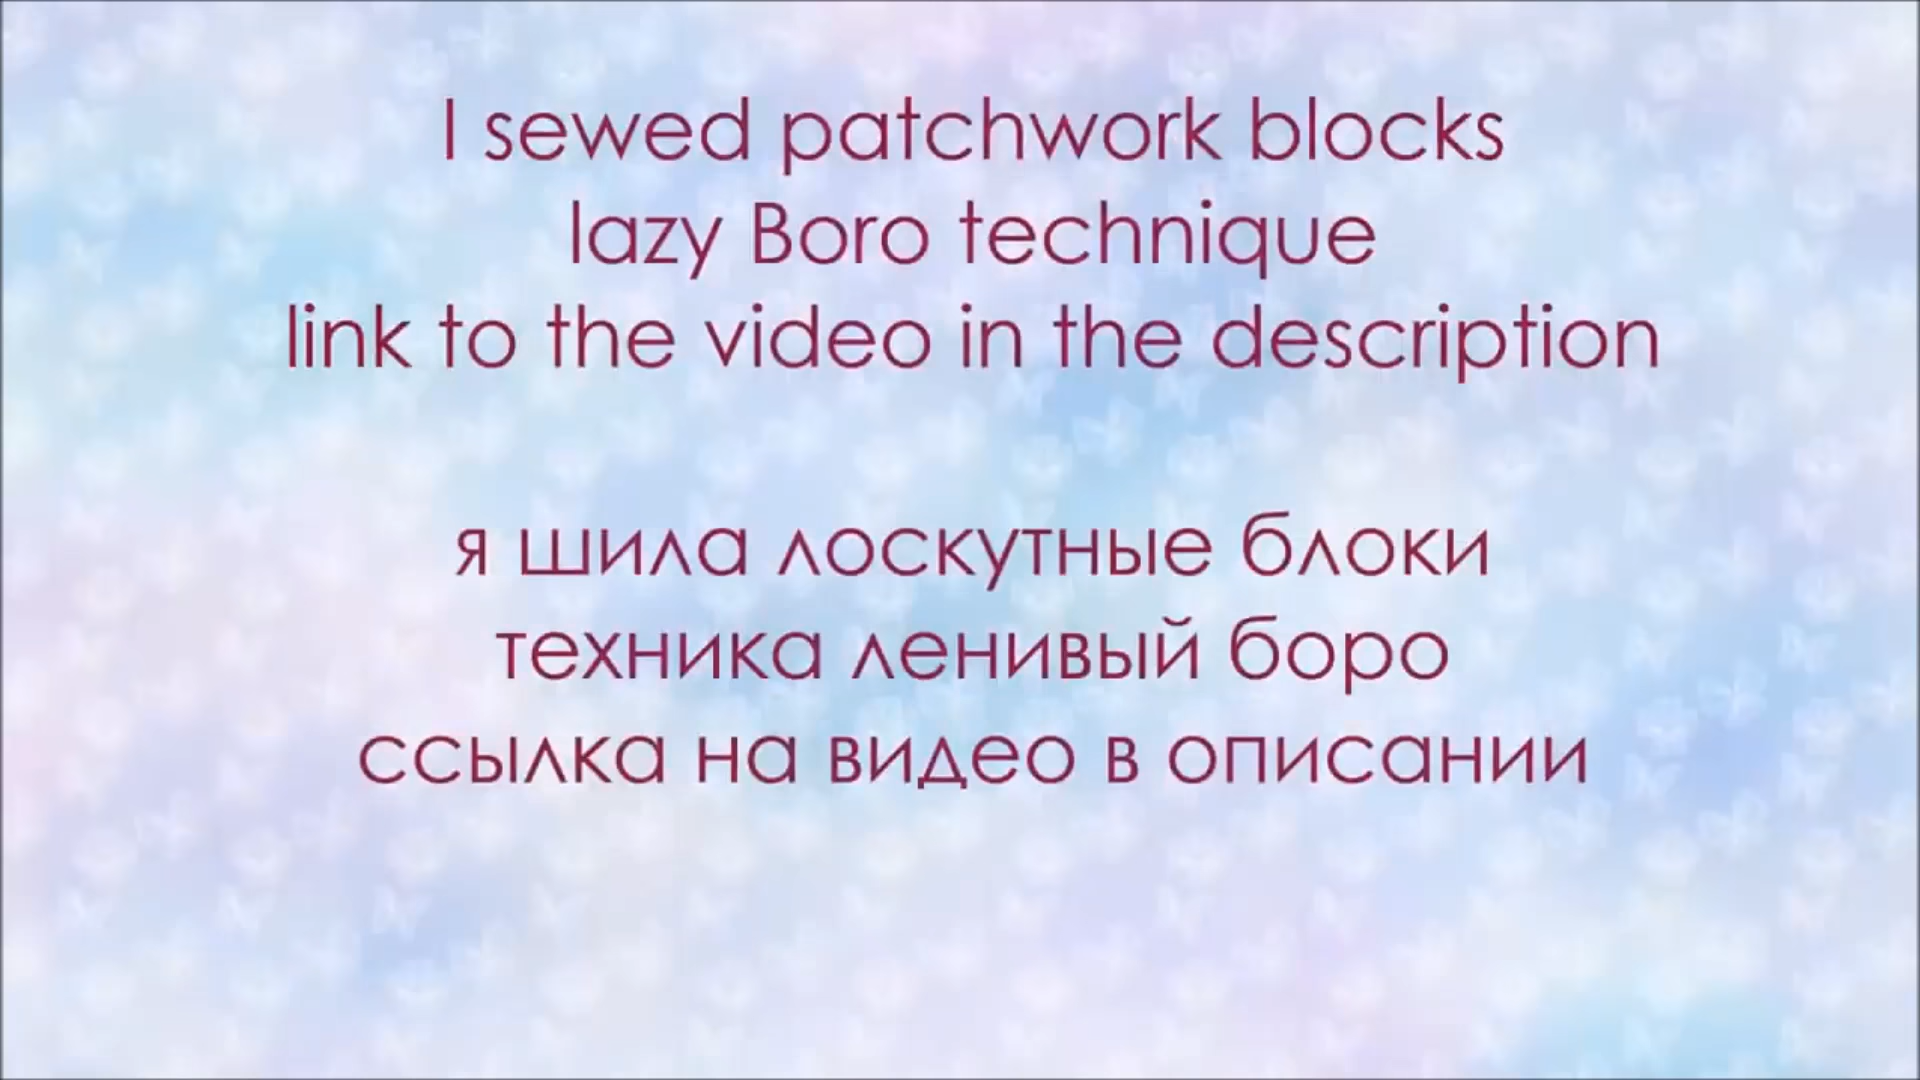 I sewed patchwork blocks
lazy Boro technique
link to the video in the description
я шила лоскутные блоки
техника ленивый боро
ссылка на видео в описании